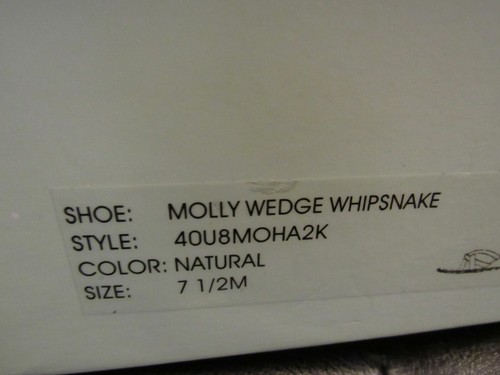 SHOE: MOLLY WEDGE WHIPSNAKE
STYLE: 40U8MOHA2K
COLOR: NATURAL
SIZE: 7 1/2M